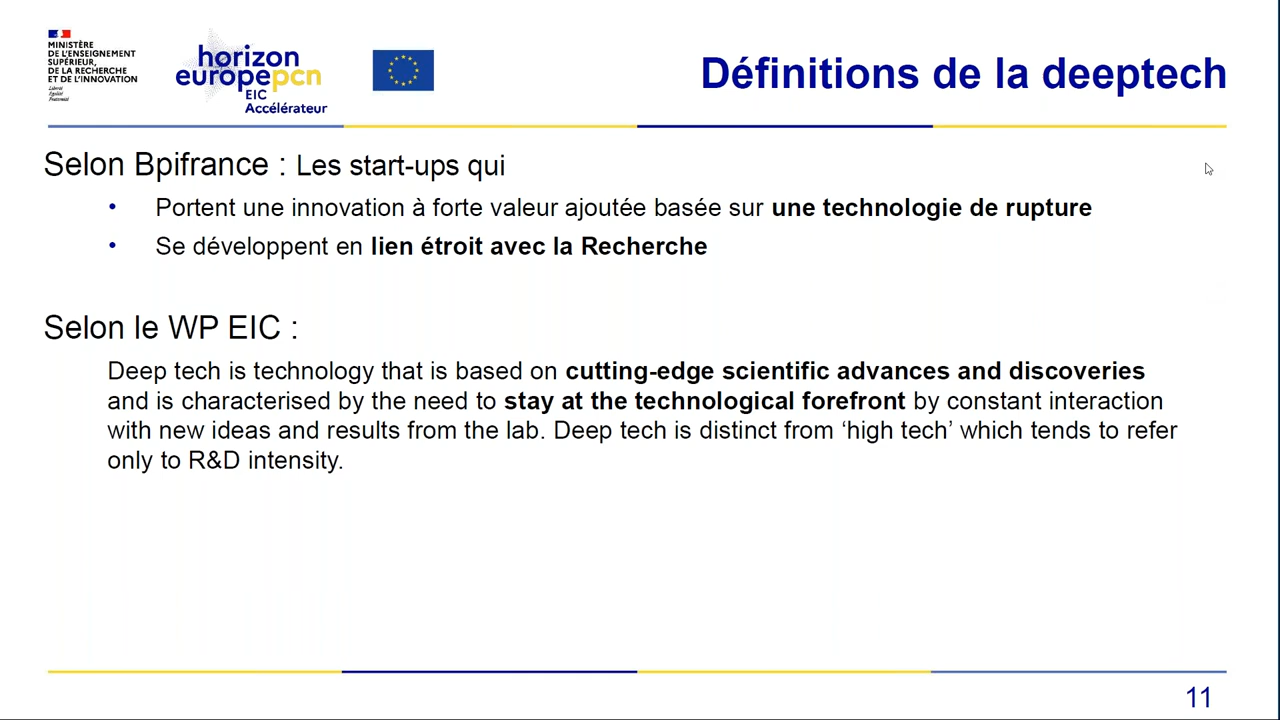 MINISTÈRE
DE L'ENSEIGNEMENT
SUPÉRIEUR,
DE LA RECHERCHE
ET DE L'INNOVATION
Liberté
Égalité
Fraternité
horizon
europepcn
EIC
Accélérateur
Définitions de la deeptech
Selon Bpifrance : Les start-ups qui
• Portent une innovation à forte valeur ajoutée basée sur une technologie de rupture
• Se développent en lien étroit avec la Recherche
Selon le WP EIC :
Deep tech is technology that is based on cutting-edge scientific advances and discoveries
and is characterised by the need to stay at the technological forefront by constant interaction
with new ideas and results from the lab. Deep tech is distinct from ‘high tech’ which tends to refer
only to R&D intensity.
11